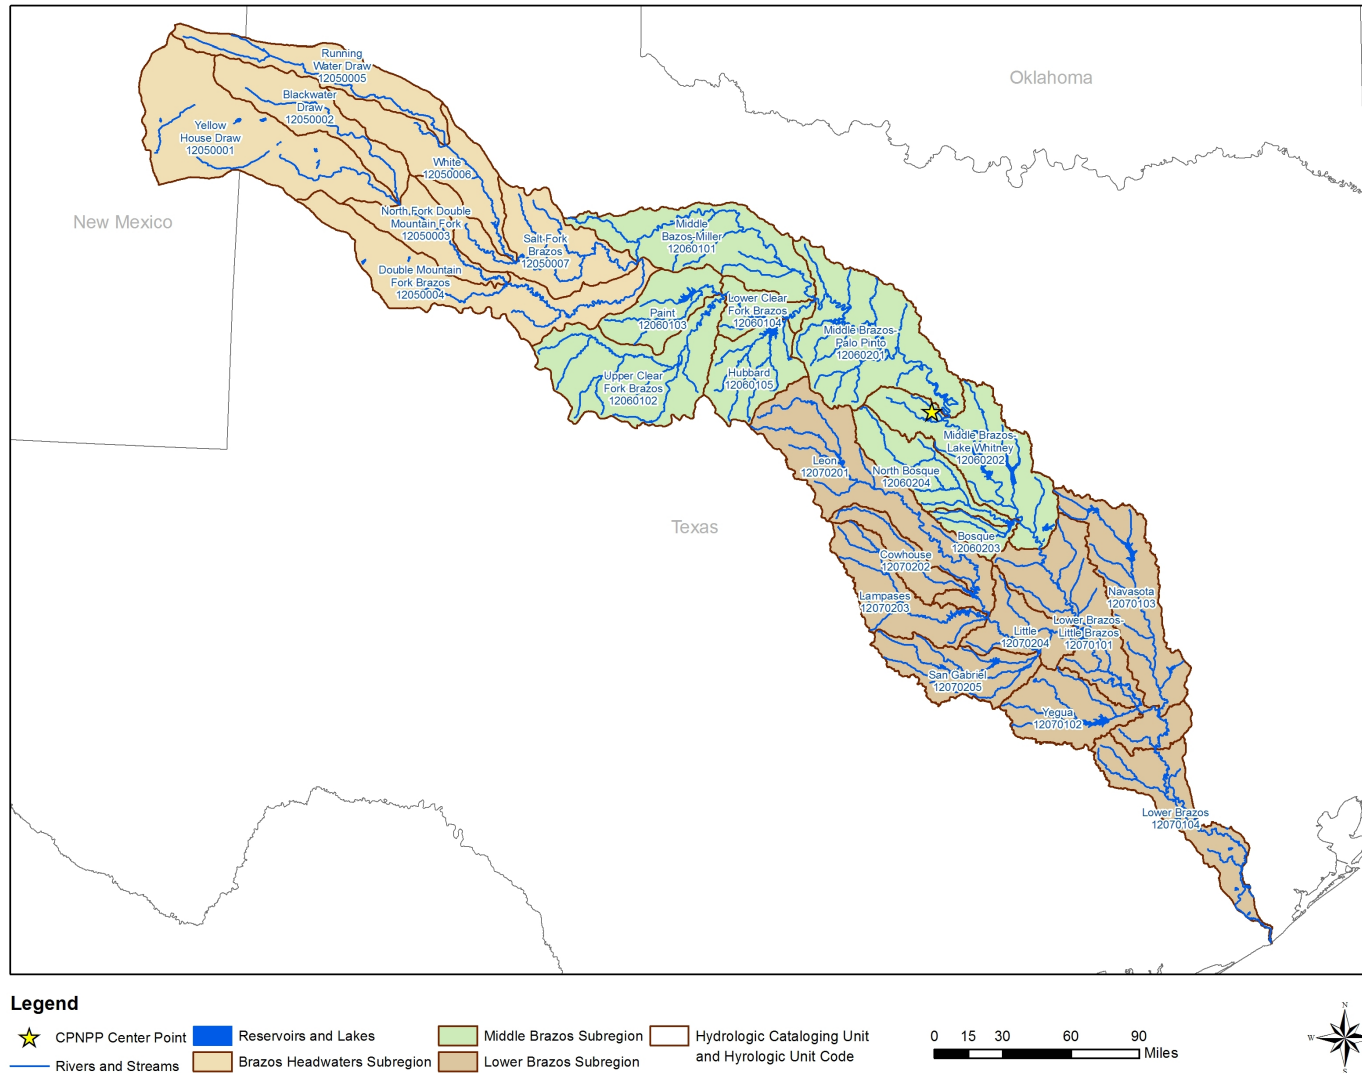 Oklahoma
New Mexico
Texas
Running
Water Draw
12050005
Blackwater
Draw
12050002
Yellow
House Draw
12050001
White
12050006
North Fork Double
Mountain Fork
12050003
Salt Fork
Brazos
12050007
Double Mountain
Fork Brazos
12050004
Middle
Bazos-Miller
12060101
Paint
12060103
Lower Clear
Fork Brazos
12060104
Middle Brazos-
Palo Pinto
12060201
Upper Clear
Fork Brazos
12060102
Hubbard
12060105
Middle Brazos-
Lake Whitney
12060202
Leon
12070201
North Bosque
12060204
Bosque
12060203
Cowhouse
12070202
Lampases
12070203
Navasota
12070103
Lower Brazos-
Little Brazos
12070101
Little
12070204
San Gabriel
12070205
Yegua
12070102
Lower Brazos
12070104
Legend
CPNPP Center Point
Rivers and Streams
Reservoirs and Lakes
Brazos Headwaters Subregion
Middle Brazos Subregion
Lower Brazos Subregion
Hydrologic Cataloging Unit
and Hyrologic Unit Code
0 15 30 60 90
Miles
N
W
E
S